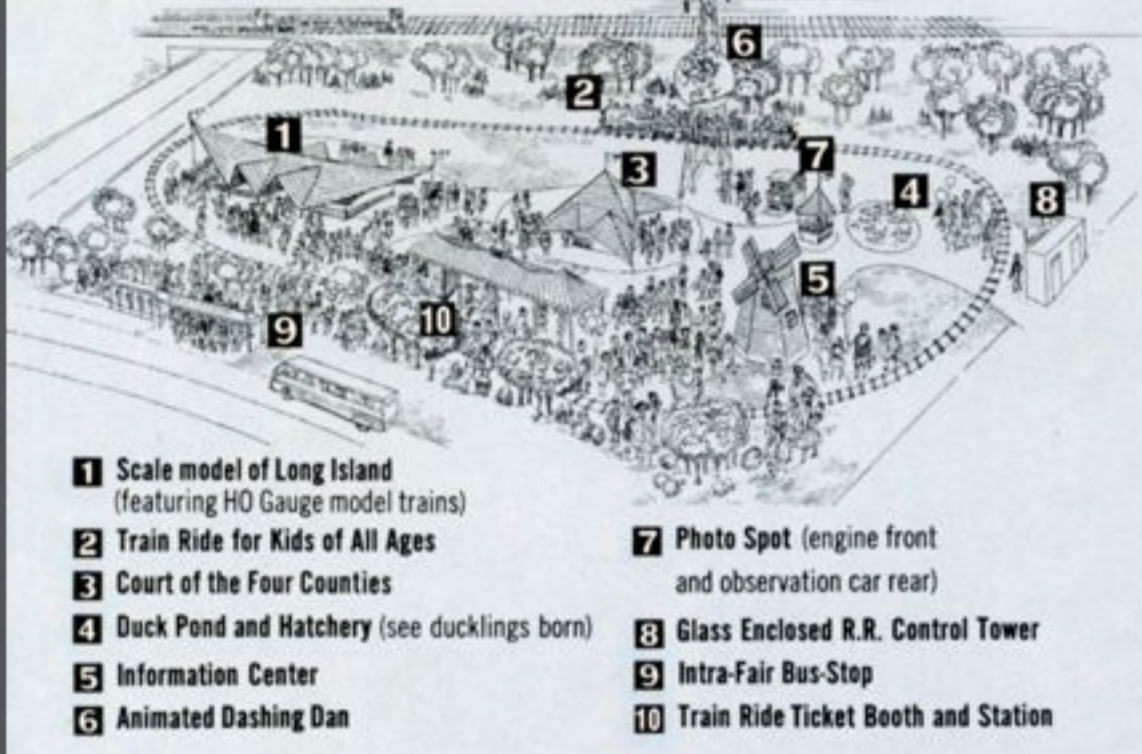 6
2
1
7
3
4
8
5
9
10
1 Scale model of Long Island
(featuring HO Gauge model trains)
2 Train Ride for Kids of All Ages
3 Court of the Four Counties
4 Duck Pond and Hatchery (see ducklings born)
5 Information Center
6 Animated Dashing Dan
7 Photo Spot (engine front
and observation car rear)
8 Glass Enclosed R.R. Control Tower
9 Intra-Fair Bus-Stop
10 Train Ride Ticket Booth and Station